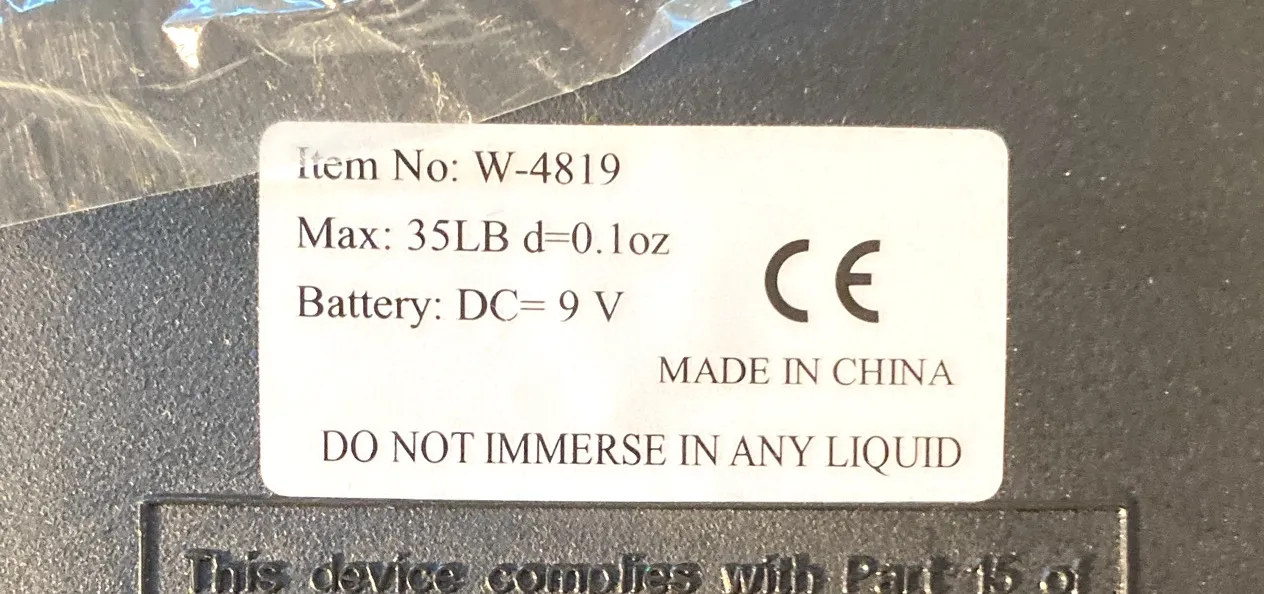 Item No: W-4819
Max: 35LB d=0.1oz
Battery: DC= 9 V
CE
MADE IN CHINA
DO NOT IMMERSE IN ANY LIQUID
This device complies with Part 15 of